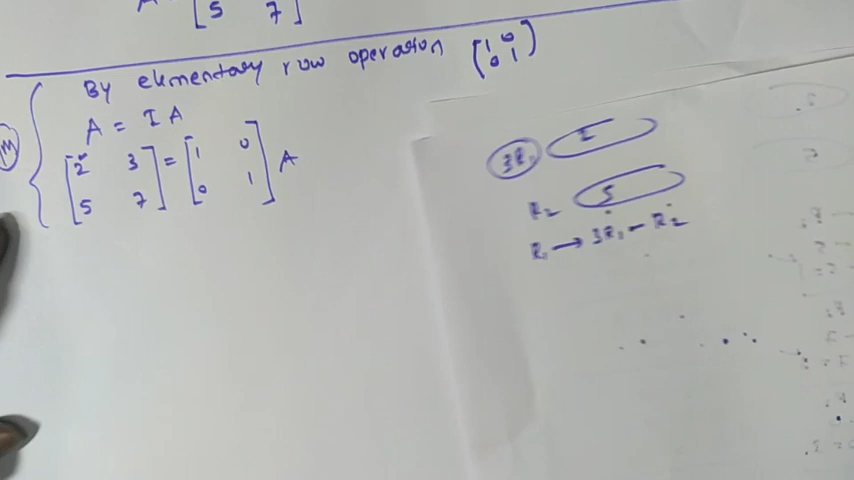 A =
[5 7]
By elementary row operation [1 0
0 1]
A = I A
(M) [2 3 = [1 0
5 7] 0 1] A
3R₁
R₂ 5
R₁ → 3R₁ - R₂